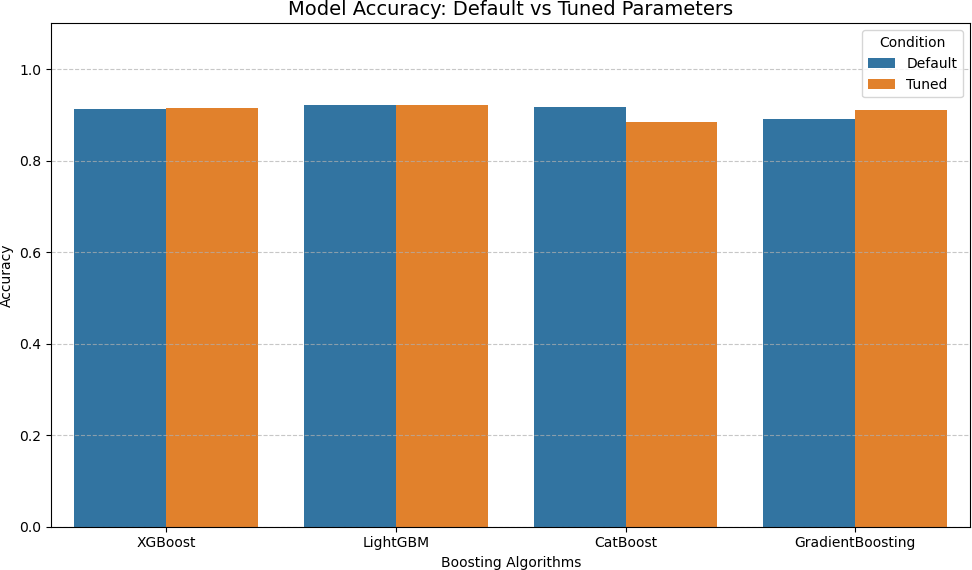 Model Accuracy: Default vs Tuned Parameters
Condition
Default
Tuned
Accuracy
1.0
0.8
0.6
0.4
0.2
0.0
XGBoost
LightGBM
CatBoost
GradientBoosting
Boosting Algorithms